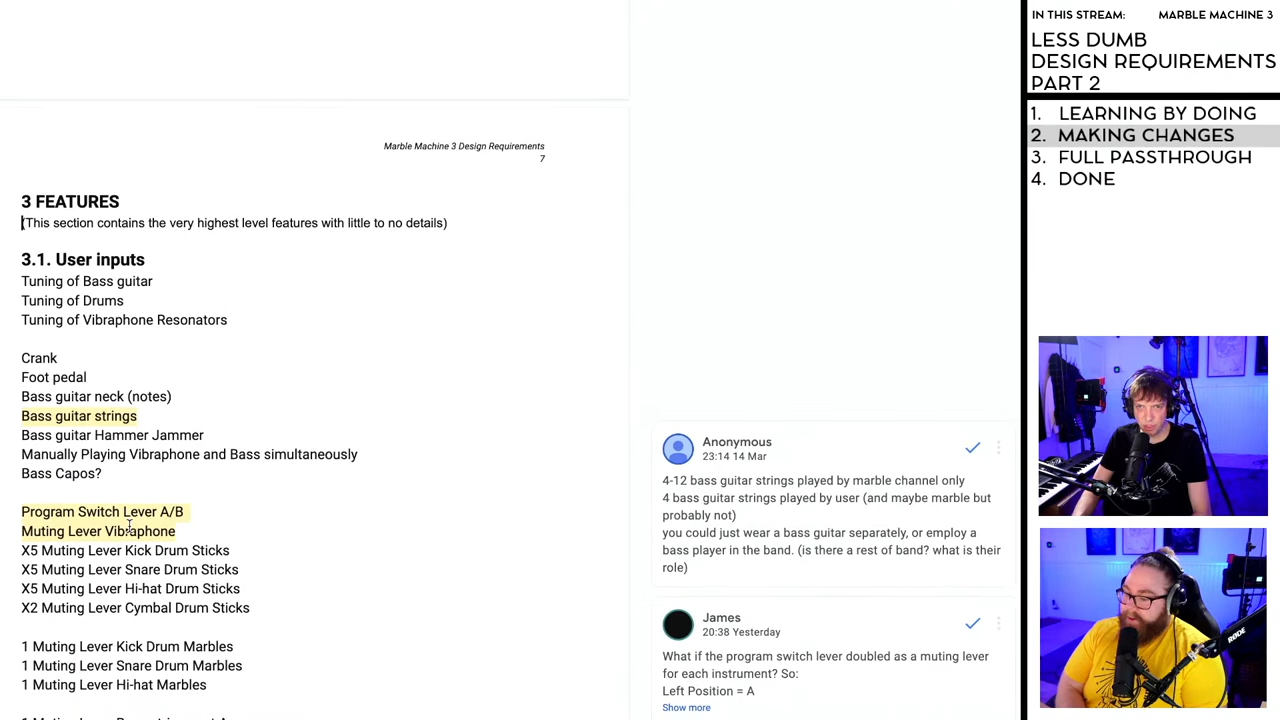 Marble Machine 3 Design Requirements
7
3 FEATURES
(This section contains the very highest level features with little to no details)
3.1. User inputs
Tuning of Bass guitar
Tuning of Drums
Tuning of Vibraphone Resonators
Crank
Foot pedal
Bass guitar neck (notes)
Bass guitar strings
Bass guitar Hammer Jammer
Manually Playing Vibraphone and Bass simultaneously
Bass Capos?
Program Switch Lever A/B
Muting Lever Vibraphone
X5 Muting Lever Kick Drum Sticks
X5 Muting Lever Snare Drum Sticks
X5 Muting Lever Hi-hat Drum Sticks
X2 Muting Lever Cymbal Drum Sticks
1 Muting Lever Kick Drum Marbles
1 Muting Lever Snare Drum Marbles
1 Muting Lever Hi-hat Marbles
Anonymous
23:14 14 Mar
4-12 bass guitar strings played by marble channel only
4 bass guitar strings played by user (and maybe marble but
probably not)
you could just wear a bass guitar separately, or employ a
bass player in the band. (is there a rest of band? what is their
role)
James
20:38 Yesterday
What if the program switch lever doubled as a muting lever
for each instrument? So:
Left Position = A
Show more
IN THIS STREAM: MARBLE MACHINE 3
LESS DUMB
DESIGN REQUIREMENTS
PART 2
1. LEARNING BY DOING
2. MAKING CHANGES
3. FULL PASSTHROUGH
4. DONE
RØDE